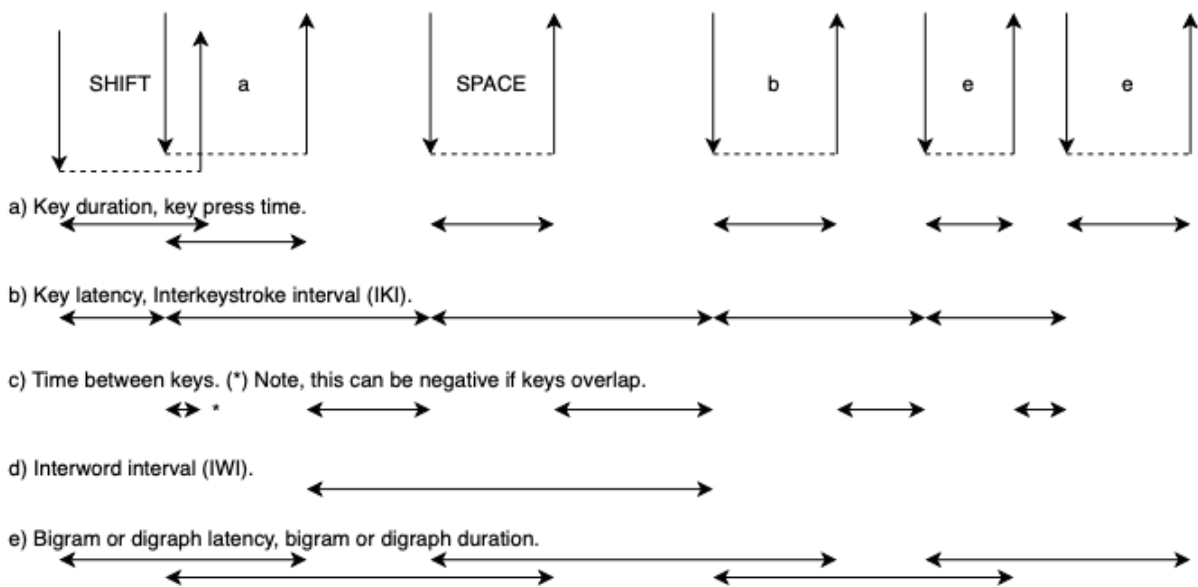 SHIFT a SPACE b e e
a) Key duration, key press time.
b) Key latency, Interkeystroke interval (IKI).
c) Time between keys. (*) Note, this can be negative if keys overlap.
*
d) Interword interval (IWI).
e) Bigram or digraph latency, bigram or digraph duration.